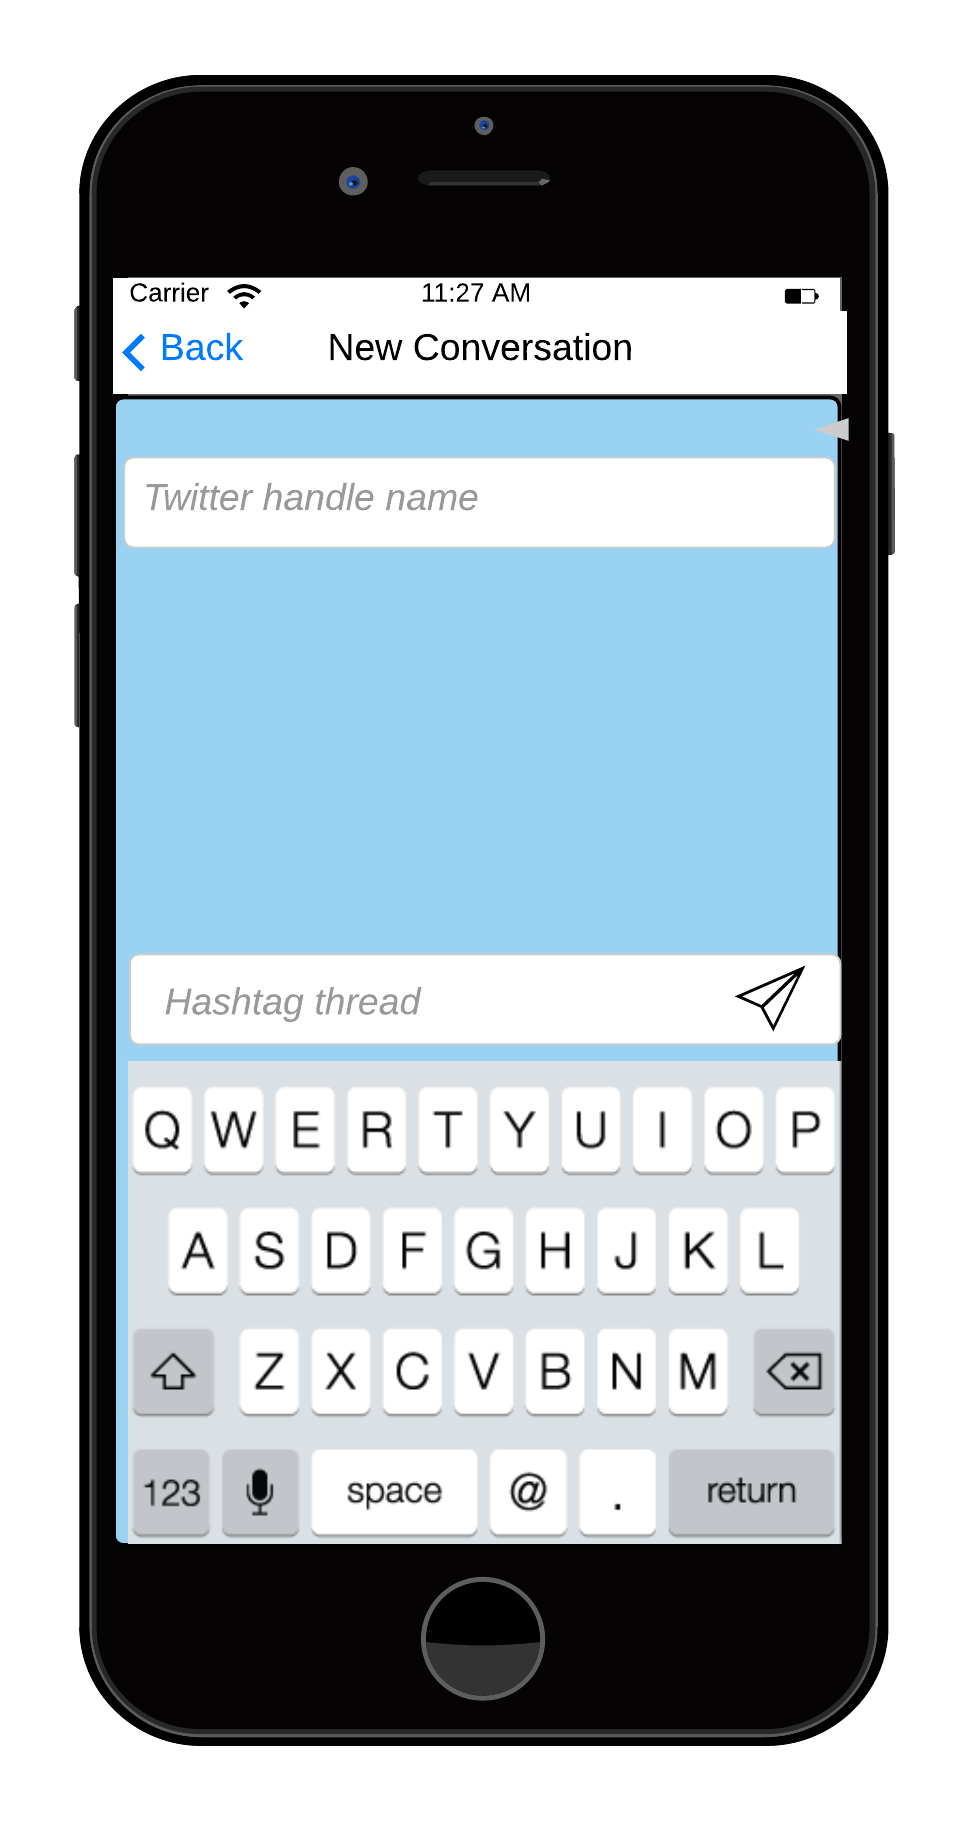 Carrier 11:27 AM
Back New Conversation
Twitter handle name
Hashtag thread
Q W E R T Y U I O P
A S D F G H J K L
Z X C V B N M
123 space @ . return